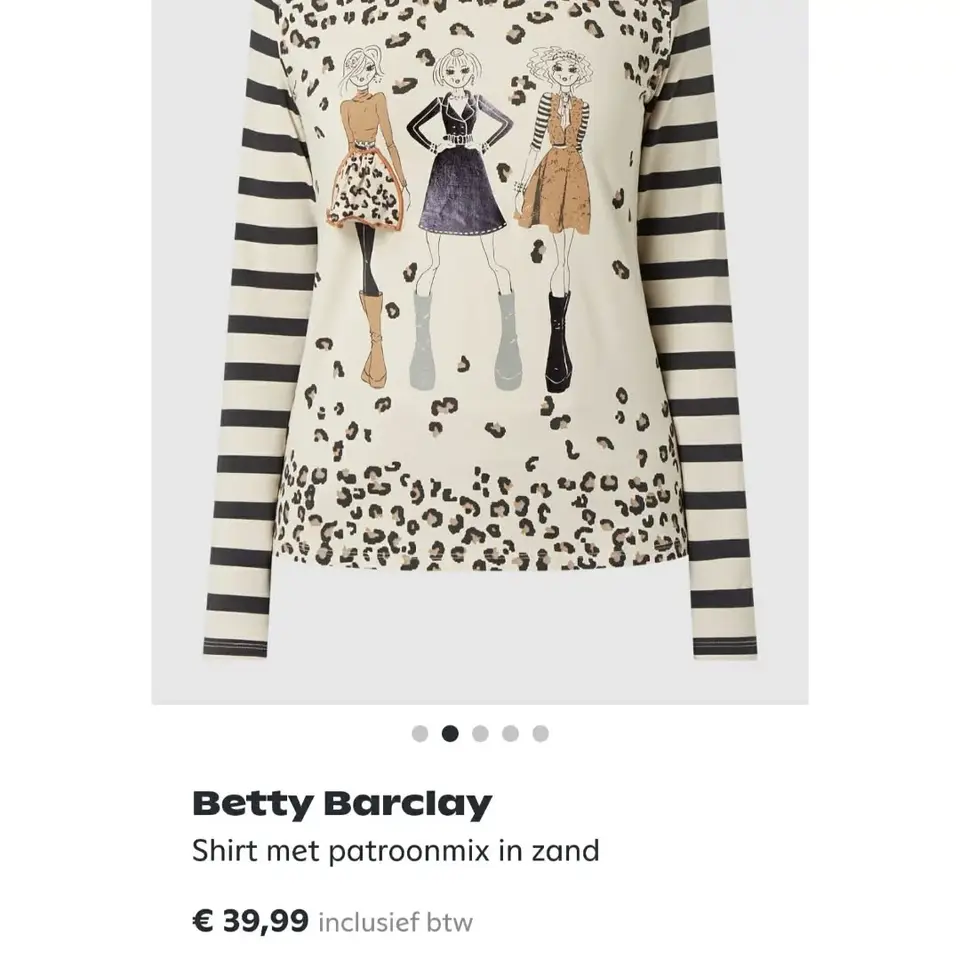 Betty Barclay
Shirt met patroonmix in zand
€ 39,99 inclusief btw